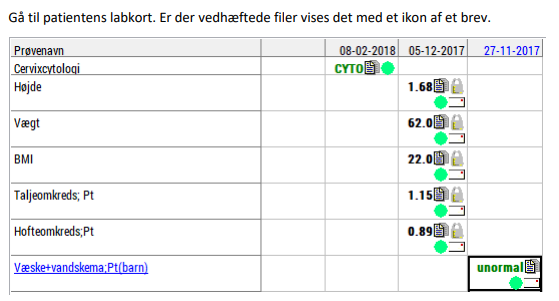 Gå til patientens labkort. Er der vedhæftede filer vises det med et ikon af et brev.
Prøvenavn 08-02-2018 05-12-2017 27-11-2017
Cervixcytologi CYTO
Højde 1.68
Vægt 62.0
BMI 22.0
Taljeomkreds; Pt 1.15
Hofteomkreds;Pt 0.89
Væske+vandskema;Pt(barn) unormal